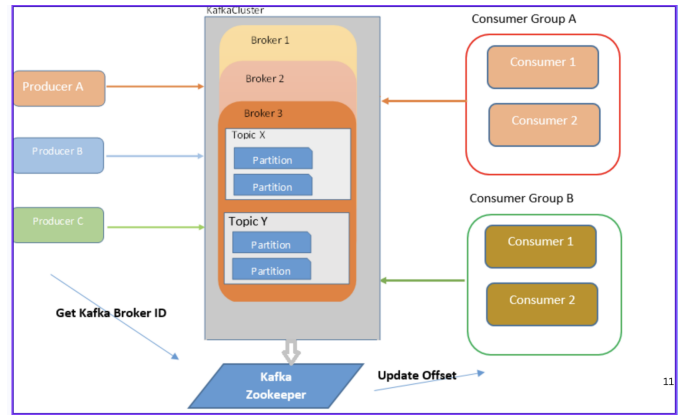 KafkaCluster
Consumer Group A
Broker 1
Consumer 1
Broker 2
Producer A
Broker 3
Consumer 2
Topic X
Producer B
Partition
Partition
Consumer Group B
Producer C
Topic Y
Partition
Consumer 1
Partition
Consumer 2
Get Kafka Broker ID
Kafka
Zookeeper
Update Offset
11